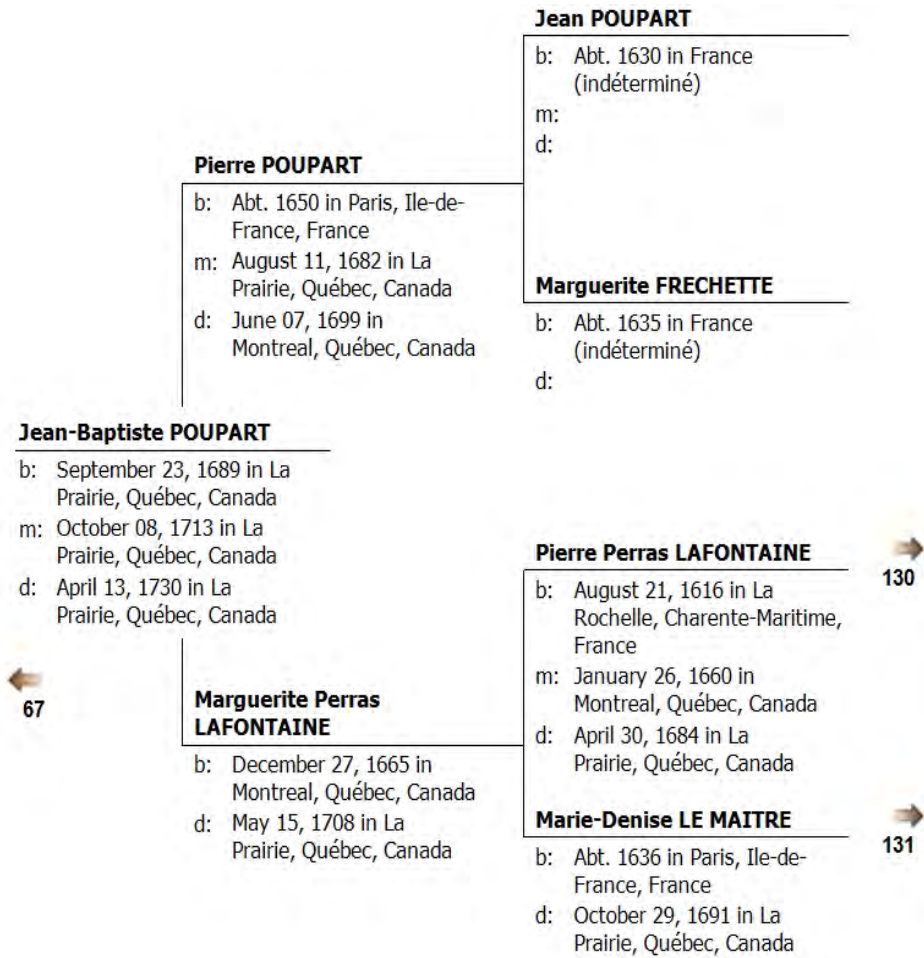 Jean POUPART
b: Abt. 1630 in France
(indéterminé)
m:
d:
Pierre POUPART
b: Abt. 1650 in Paris, Ile-de-
France, France
m: August 11, 1682 in La
Prairie, Québec, Canada
d: June 07, 1699 in
Montreal, Québec, Canada
Marguerite FRECHETTE
b: Abt. 1635 in France
(indéterminé)
d:
Jean-Baptiste POUPART
b: September 23, 1689 in La
Prairie, Québec, Canada
m: October 08, 1713 in La
Prairie, Québec, Canada
d: April 13, 1730 in La
Prairie, Québec, Canada
67
Pierre Perras LAFONTAINE
b: August 21, 1616 in La
Rochelle, Charente-Maritime,
France
m: January 26, 1660 in
Montreal, Québec, Canada
d: April 30, 1684 in La
Prairie, Québec, Canada
130
Marguerite Perras
LAFONTAINE
b: December 27, 1665 in
Montreal, Québec, Canada
d: May 15, 1708 in La
Prairie, Québec, Canada
Marie-Denise LE MAITRE
b: Abt. 1636 in Paris, Ile-de-
France, France
d: October 29, 1691 in La
Prairie, Québec, Canada
131